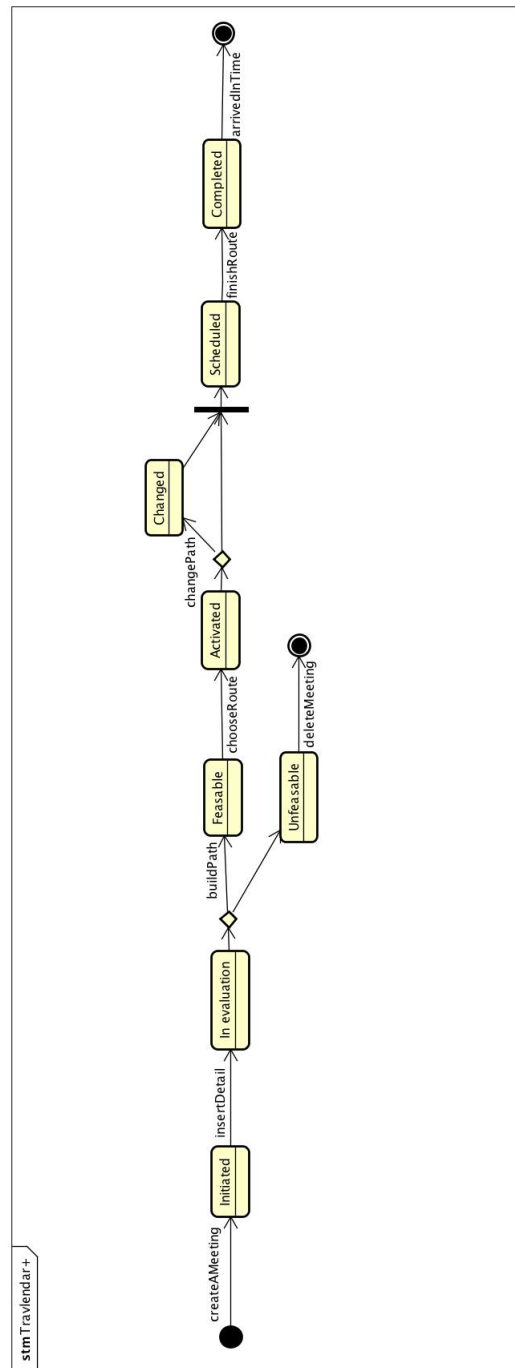 stm Travlendar+
createAMeeting
Initiated
insertDetail
In evaluation
buildPath
Feasable
Unfeasable
deleteMeeting
chooseRoute
Activated
changePath
Changed
Scheduled
finishRoute
Completed
arrivedInTime